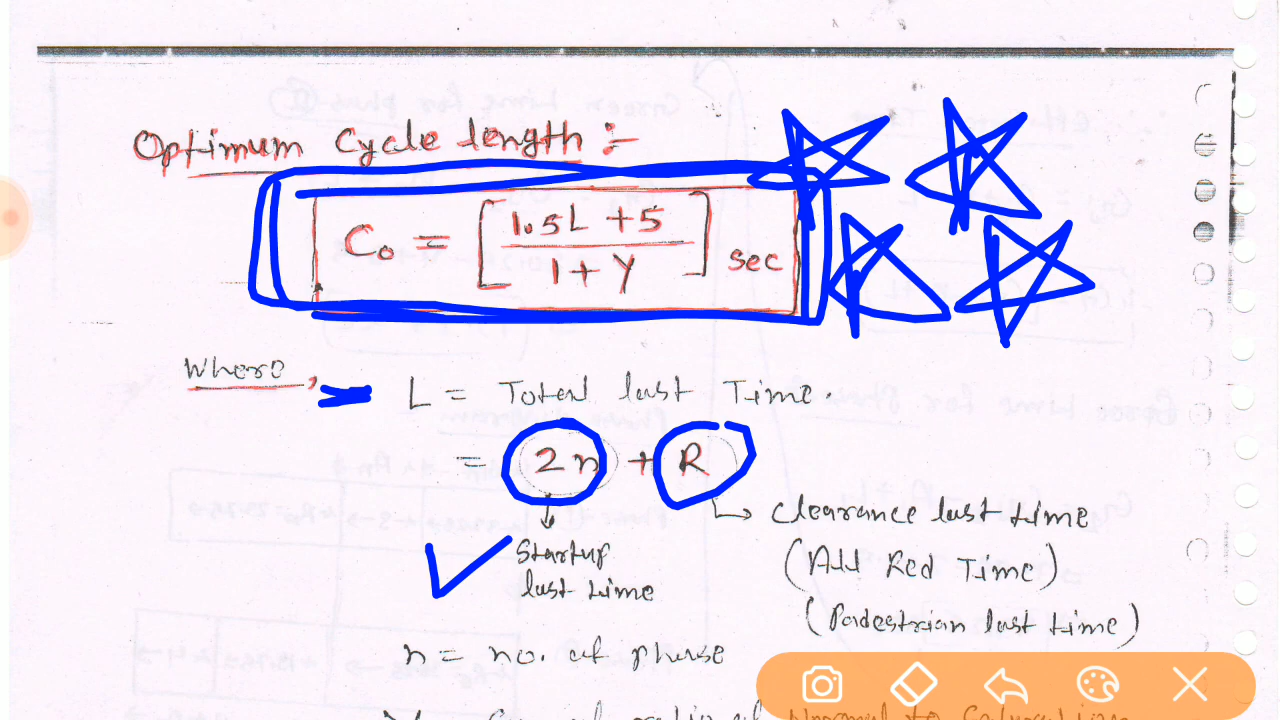 Optimum Cycle length :-
C₀ = [ 1.5L + 5 / 1 + Y ] sec
Where,
L = Total lost Time.
= 2n + R
Startup lost time
Clearance lost time
(All Red Time)
(Padestrian lost time)
n = no. of phase